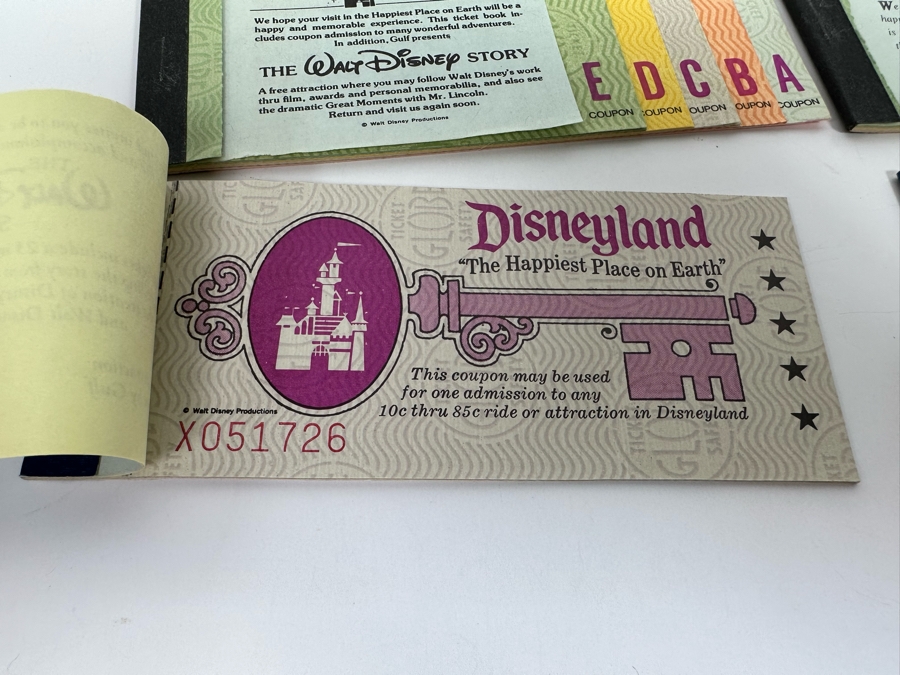 We hope your visit in the Happiest Place on Earth will be a
happy and memorable experience. This ticket book in-
cludes coupon admission to many wonderful adventures.
In addition, Gulf presents
THE WALT DISNEY STORY
A free attraction where you may follow Walt Disney's work
thru film, awards and personal memorabilia, and also see
the dramatic Great Moments with Mr. Lincoln.
Return and visit us again soon.
© Walt Disney Productions
E D C B A
COUPON COUPON COUPON COUPON COUPON
Disneyland
"The Happiest Place on Earth"
This coupon may be used
for one admission to any
10c thru 85c ride or attraction in Disneyland
© Walt Disney Productions
X051726
GLOBE
TICKET
SAFETY